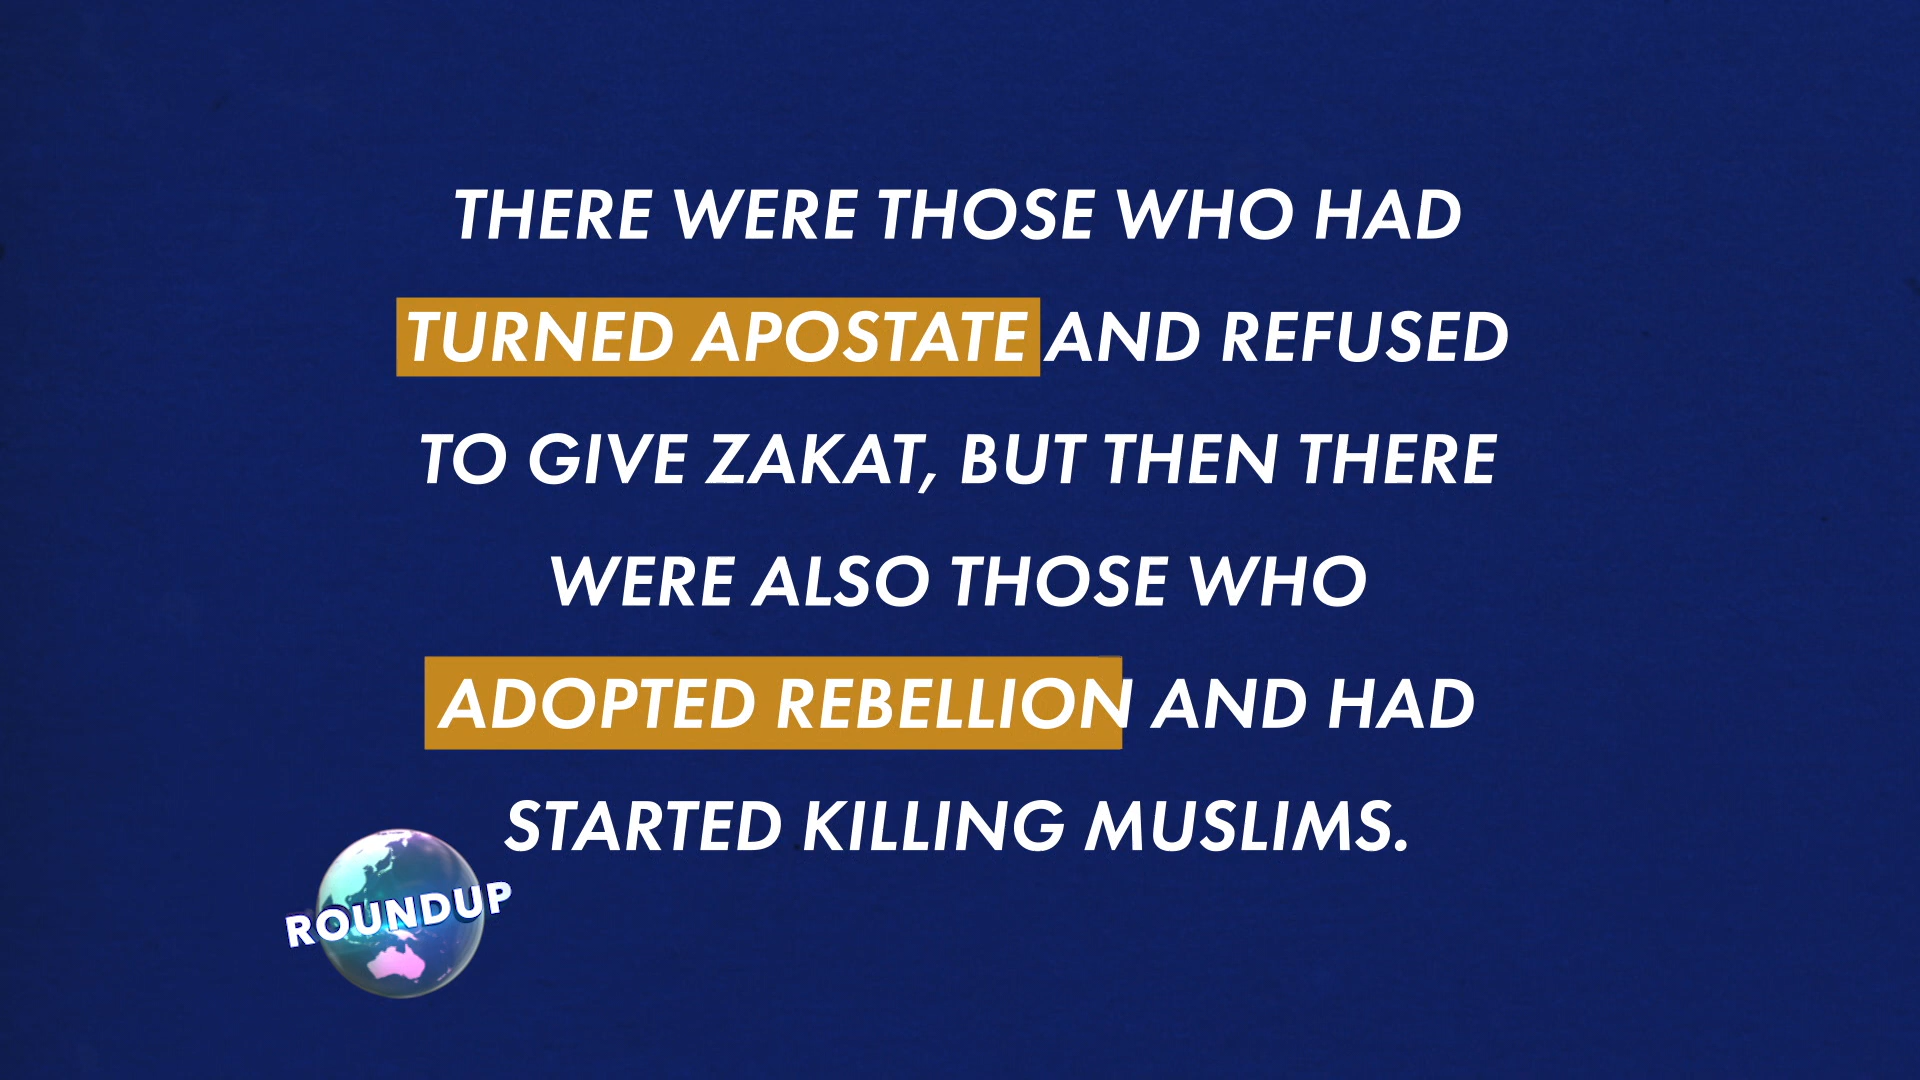 THERE WERE THOSE WHO HAD
TURNED APOSTATE AND REFUSED
TO GIVE ZAKAT, BUT THEN THERE
WERE ALSO THOSE WHO
ADOPTED REBELLION AND HAD
STARTED KILLING MUSLIMS.
ROUNDUP